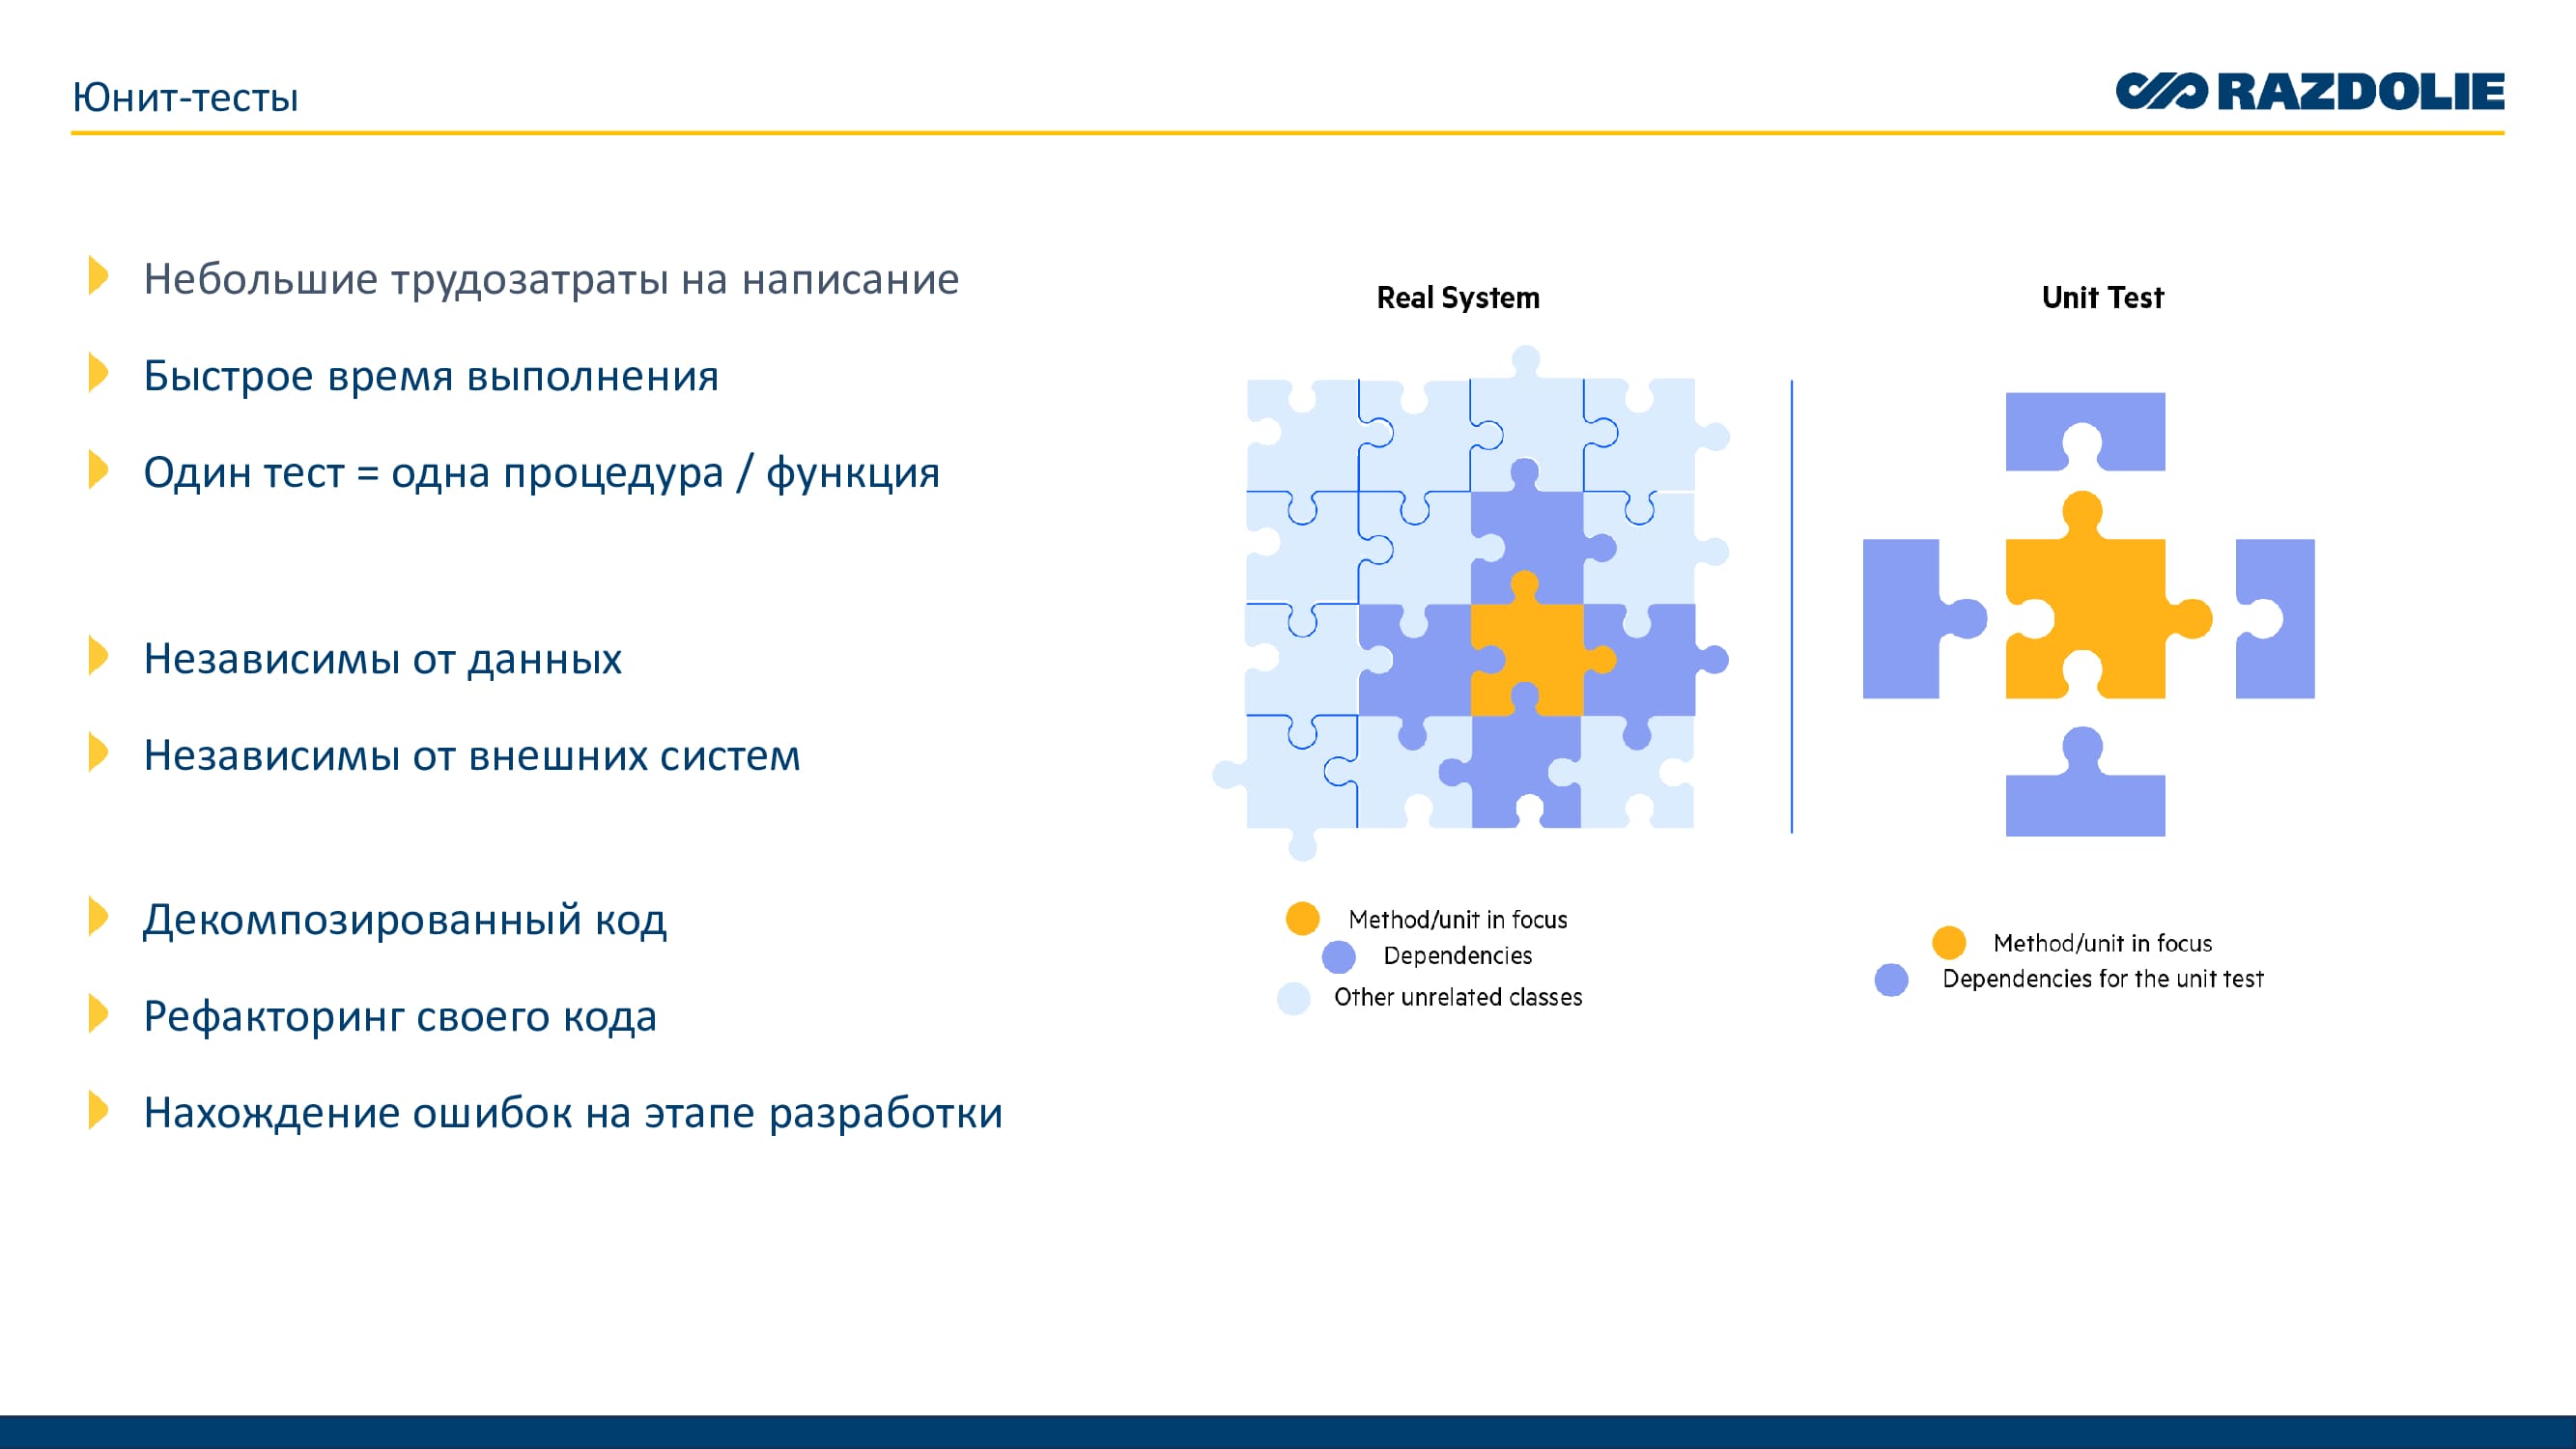 Юнит-тесты
RAZDOLIE
Небольшие трудозатраты на написание
Быстрое время выполнения
Один тест = одна процедура / функция
Независимы от данных
Независимы от внешних систем
Декомпозированный код
Рефакторинг своего кода
Нахождение ошибок на этапе разработки
Real System
Method/unit in focus
Dependencies
Other unrelated classes
Unit Test
Method/unit in focus
Dependencies for the unit test